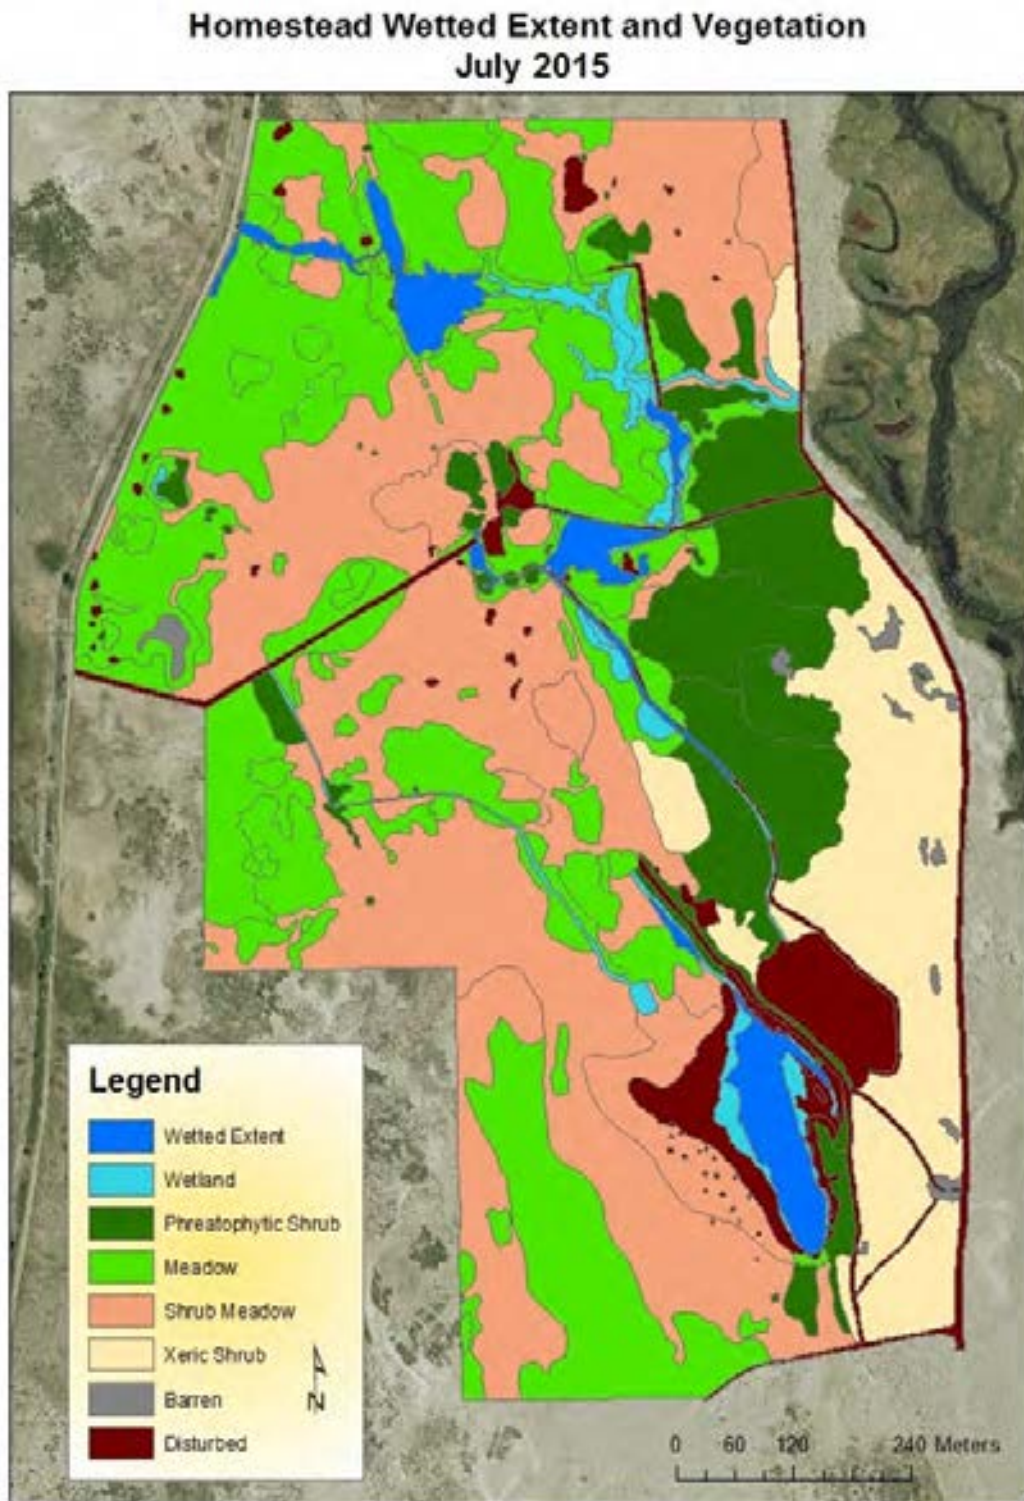 Homestead Wetted Extent and Vegetation
July 2015
Legend
Wetted Extent
Wetland
Phreatophytic Shrub
Meadow
Shrub Meadow
Xeric Shrub
Barren
Disturbed
N
0 60 120 240 Meters